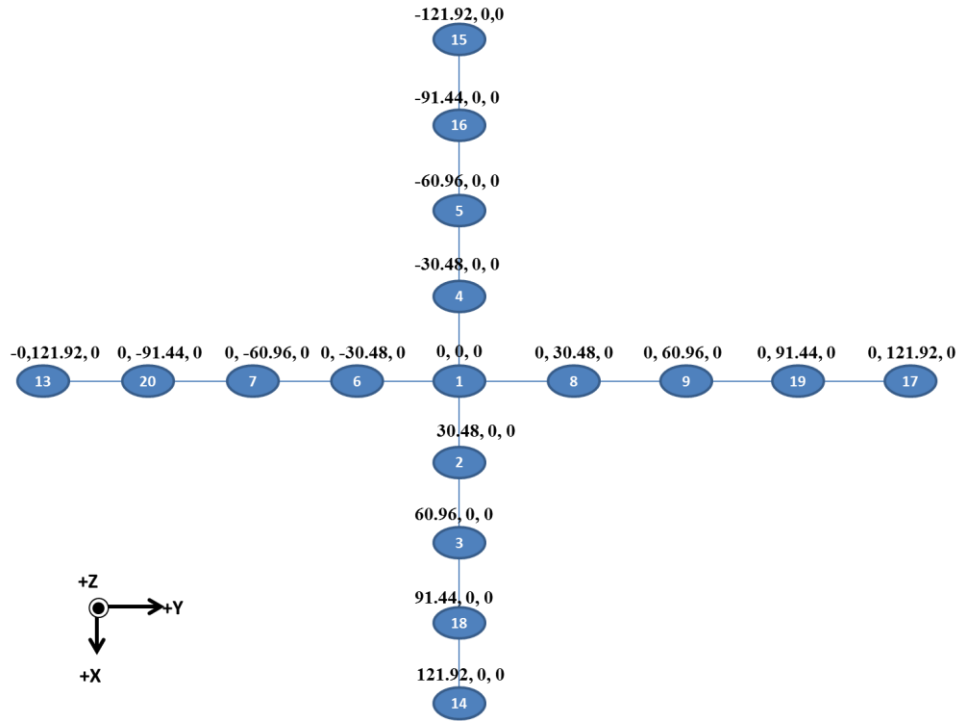 -121.92, 0,0
15
-91.44, 0, 0
16
-60.96, 0, 0
5
-30.48, 0, 0
4
-0,121.92, 0 0, -91.44, 0 0, -60.96, 0 0, -30.48, 0 0, 0, 0 0, 30.48, 0 0, 60.96, 0 0, 91.44, 0 0, 121.92, 0
13 20 7 6 1 8 9 19 17
30.48, 0, 0
2
60.96, 0, 0
3
+Z
+Y
+X
91.44, 0, 0
18
121.92, 0, 0
14